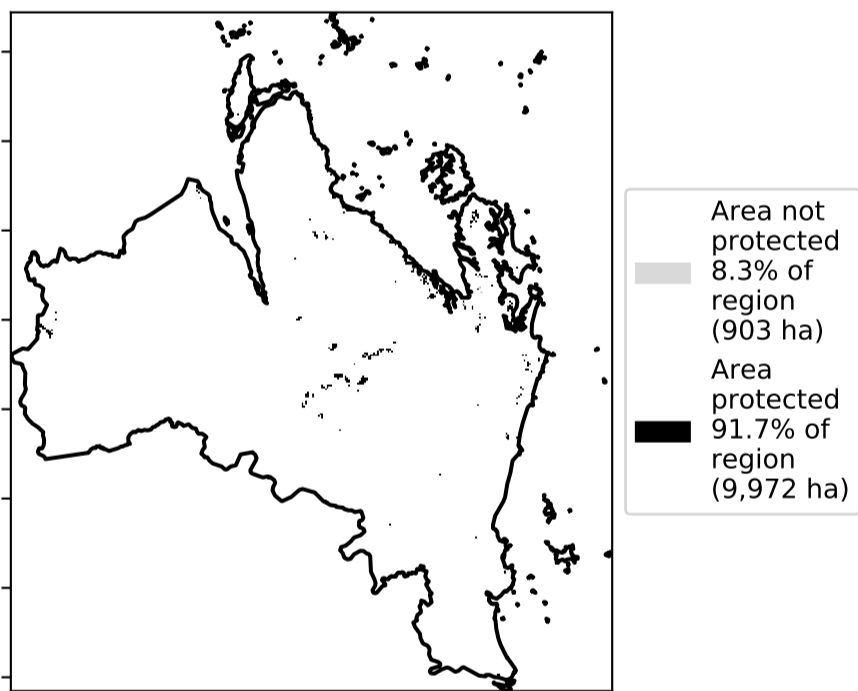 Area not
protected
8.3% of
region
(903 ha)
Area
protected
91.7% of
region
(9,972 ha)